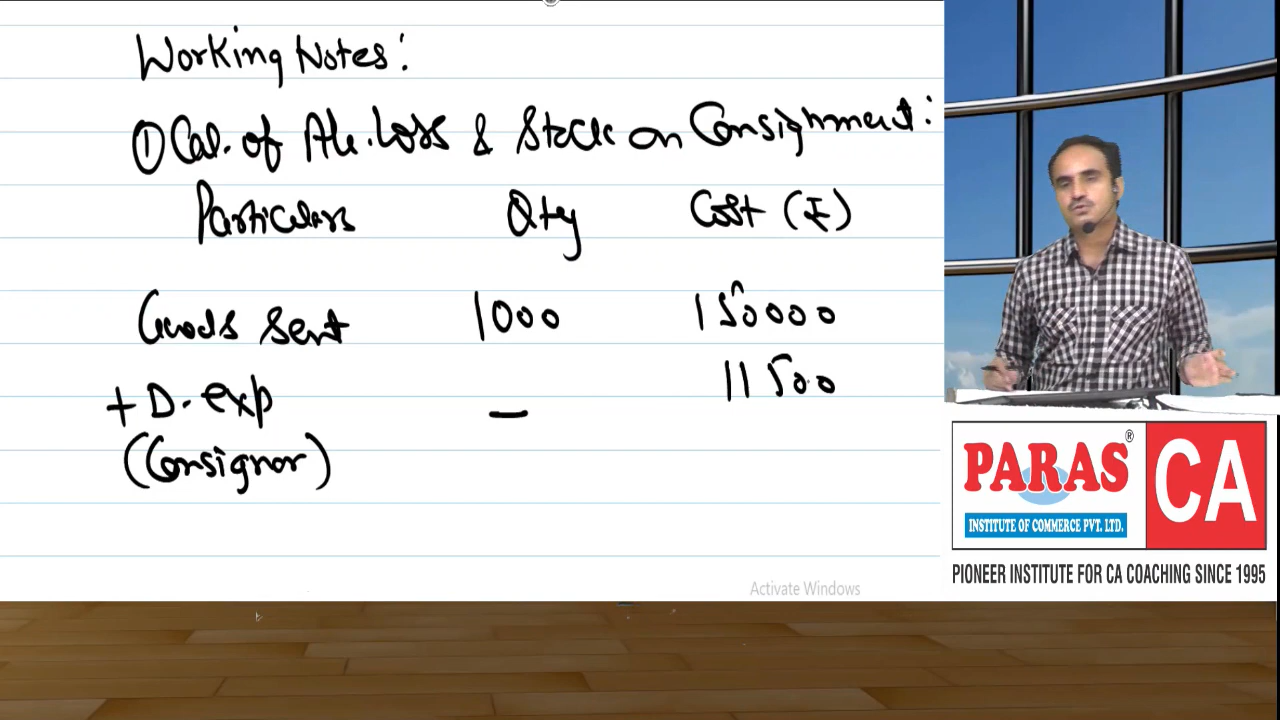 Working Notes:
① Cal. of Ab. Loss & Stock on Consignment:
Particulars Qty Cost (₹)
Goods Sent 1000 150000
+ D. exp — 11500
(Consignor)
Activate Windows
PARAS®
INSTITUTE OF COMMERCE PVT. LTD.
CA
PIONEER INSTITUTE FOR CA COACHING SINCE 1995